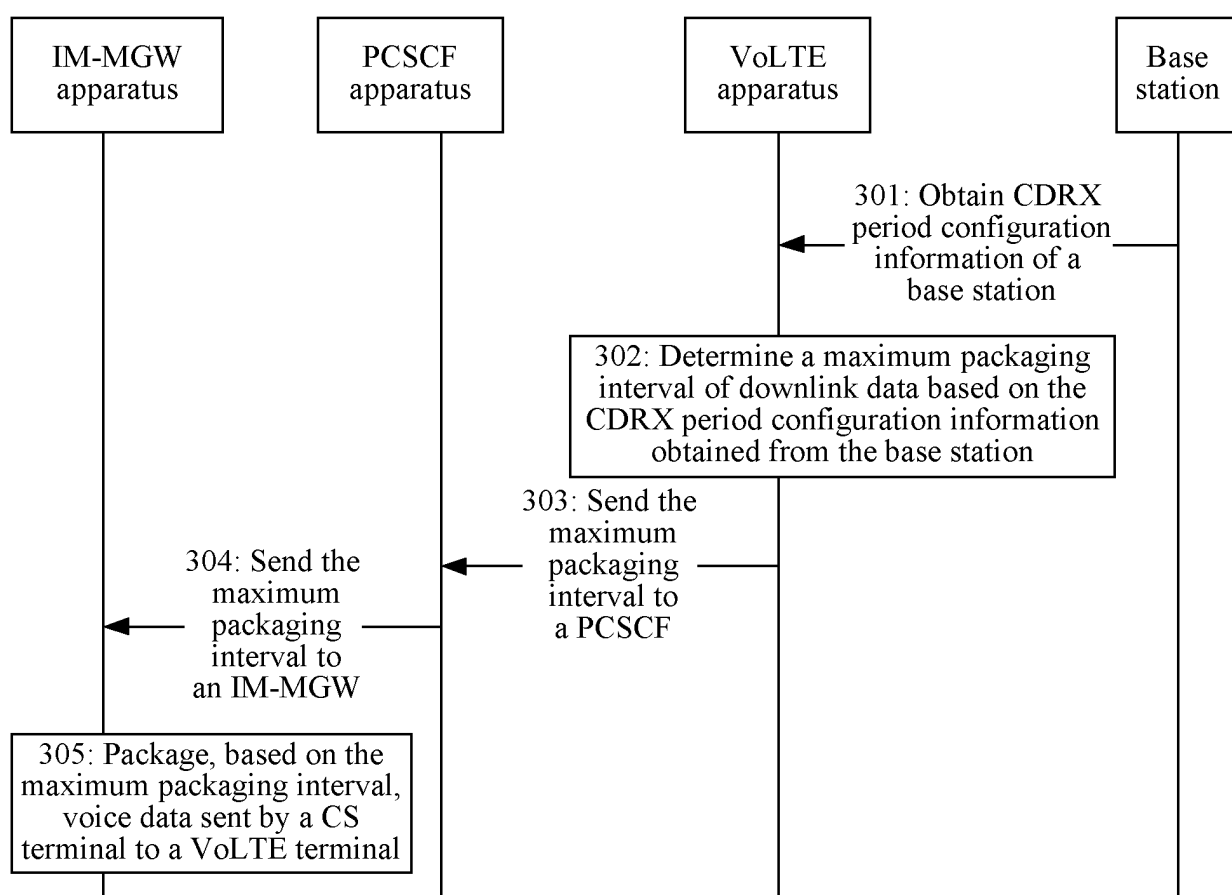 IM-MGW
apparatus
PCSCF
apparatus
VoLTE
apparatus
Base
station
301: Obtain CDRX
period configuration
information of a
base station
302: Determine a maximum packaging
interval of downlink data based on the
CDRX period configuration information
obtained from the base station
303: Send the
maximum
packaging
interval to
a PCSCF
304: Send the
maximum
packaging
interval to
an IM-MGW
305: Package, based on the
maximum packaging interval,
voice data sent by a CS
terminal to a VoLTE terminal